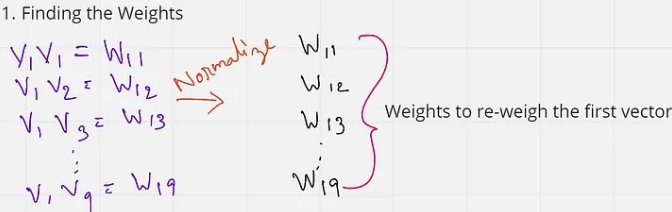 1. Finding the Weights
V₁V₁ = W₁₁
V₁ V₂ = W₁₂
V₁ V₃ = W₁₃
⋮
V₁ V₉ = W₁₉
Normalize
W₁₁
W₁₂
W₁₃
⋮
W₁₉
Weights to re-weigh the first vector